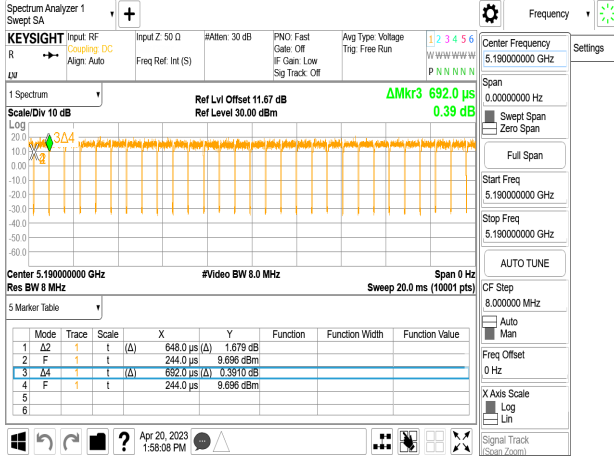 Spectrum Analyzer 1
Swept SA
Frequency
Settings
KEYSIGHT
R
Input: RF
Coupling: DC
Align: Auto
Input Z: 50 Ω
Freq Ref: Int (S)
#Atten: 30 dB
PNO: Fast
Gate: Off
IF Gain: Low
Sig Track: Off
Avg Type: Voltage
Trig: Free Run
1 2 3 4 5 6
W W W W W W
P N N N N N
1 Spectrum
Scale/Div 10 dB
Log
Ref Lvl Offset 11.67 dB
Ref Level 30.00 dBm
ΔMkr3 692.0 µs
0.39 dB
3Δ4
20.0
10.0
0.00
-10.0
-20.0
-30.0
-40.0
-50.0
-60.0
Center 5.190000000 GHz
Res BW 8 MHz
#Video BW 8.0 MHz
Span 0 Hz
Sweep 20.0 ms (10001 pts)
5 Marker Table
Mode Trace Scale X Y Function Function Width Function Value
1 Δ2 1 t (Δ) 648.0 µs (Δ) 1.679 dB
2 F 1 t 244.0 µs 9.696 dBm
3 Δ4 1 t (Δ) 692.0 µs (Δ) 0.3910 dB
4 F 1 t 244.0 µs 9.696 dBm
5
6
Apr 20, 2023
1:58:08 PM
Center Frequency
5.190000000 GHz
Span
0.00000000 Hz
Swept Span
Zero Span
Full Span
Start Freq
5.190000000 GHz
Stop Freq
5.190000000 GHz
AUTO TUNE
CF Step
8.000000 MHz
Auto
Man
Freq Offset
0 Hz
X Axis Scale
Log
Lin
Signal Track
(Span Zoom)